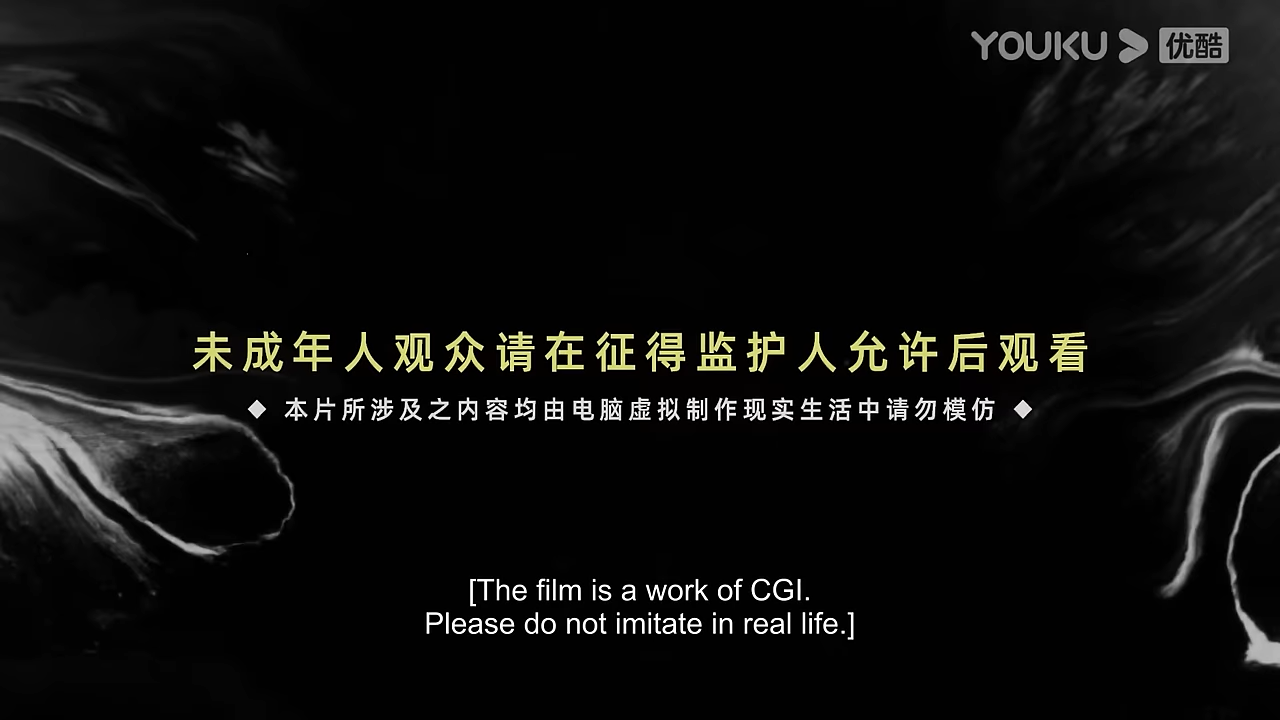 YOUKU 优酷
未成年人观众请在征得监护人允许后观看
◆ 本片所涉及之内容均由电脑虚拟制作现实生活中请勿模仿 ◆
[The film is a work of CGI.
Please do not imitate in real life.]